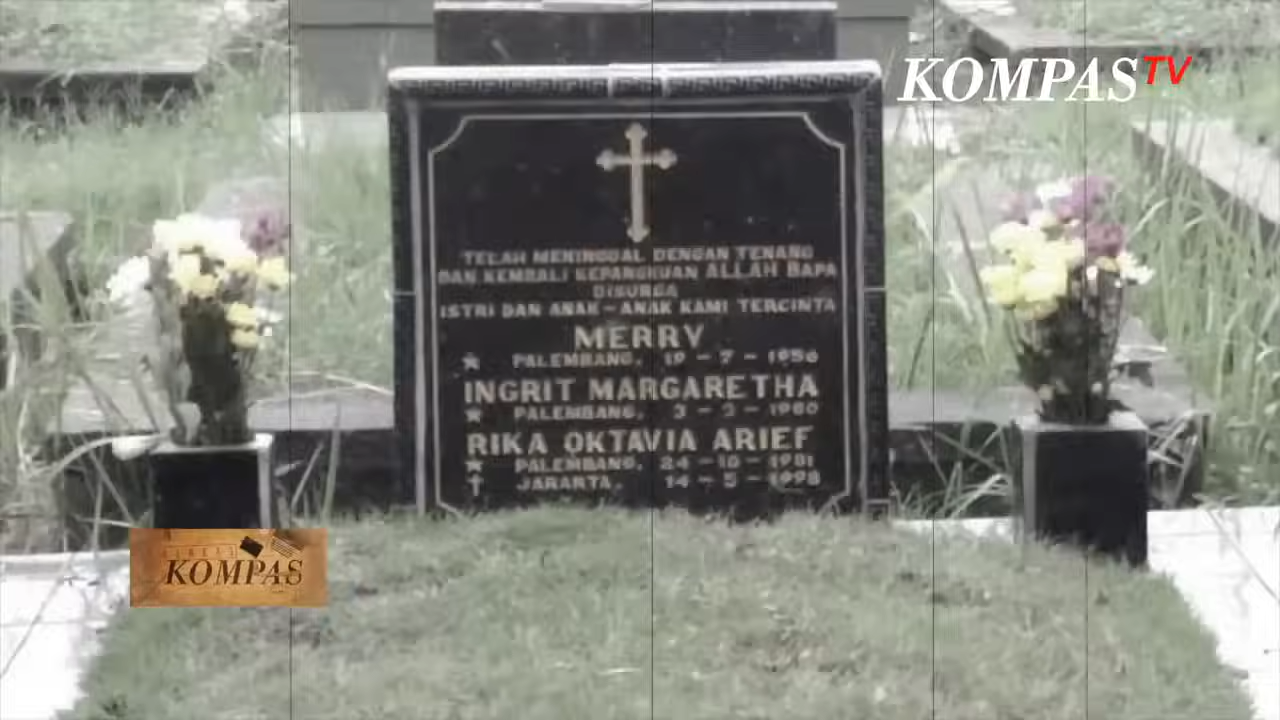 KOMPASTV
TELAH MENINGGAL DENGAN TENANG
DAN KEMBALI KEPANGKUAN ALLAH BAPA
DISURGA
ISTRI DAN ANAK-ANAK KAMI TERCINTA
MERRY
PALEMBANG, 19 - 7 - 1956
INGRIT MARGARETHA
PALEMBANG, 3 - 3 - 1980
RIKA OKTAVIA ARIEF
PALEMBANG, 24 - 10 - 1981
JAKARTA, 14 - 5 - 1998
BERKAS
KOMPAS